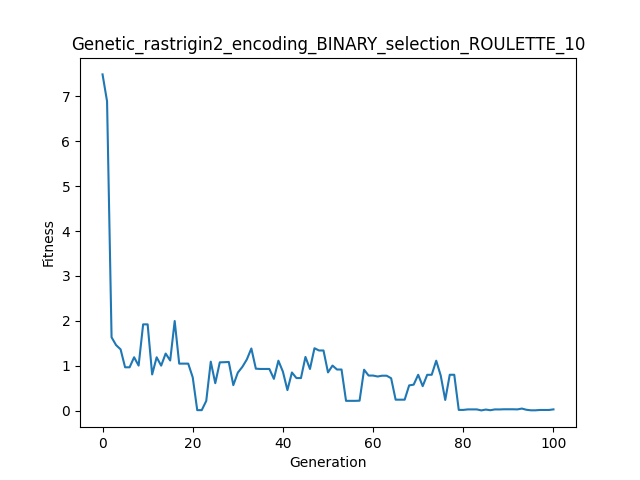 Genetic_rastrigin2_encoding_BINARY_selection_ROULETTE_10
7
6
5
4
3
2
1
0
Fitness
0 20 40 60 80 100
Generation